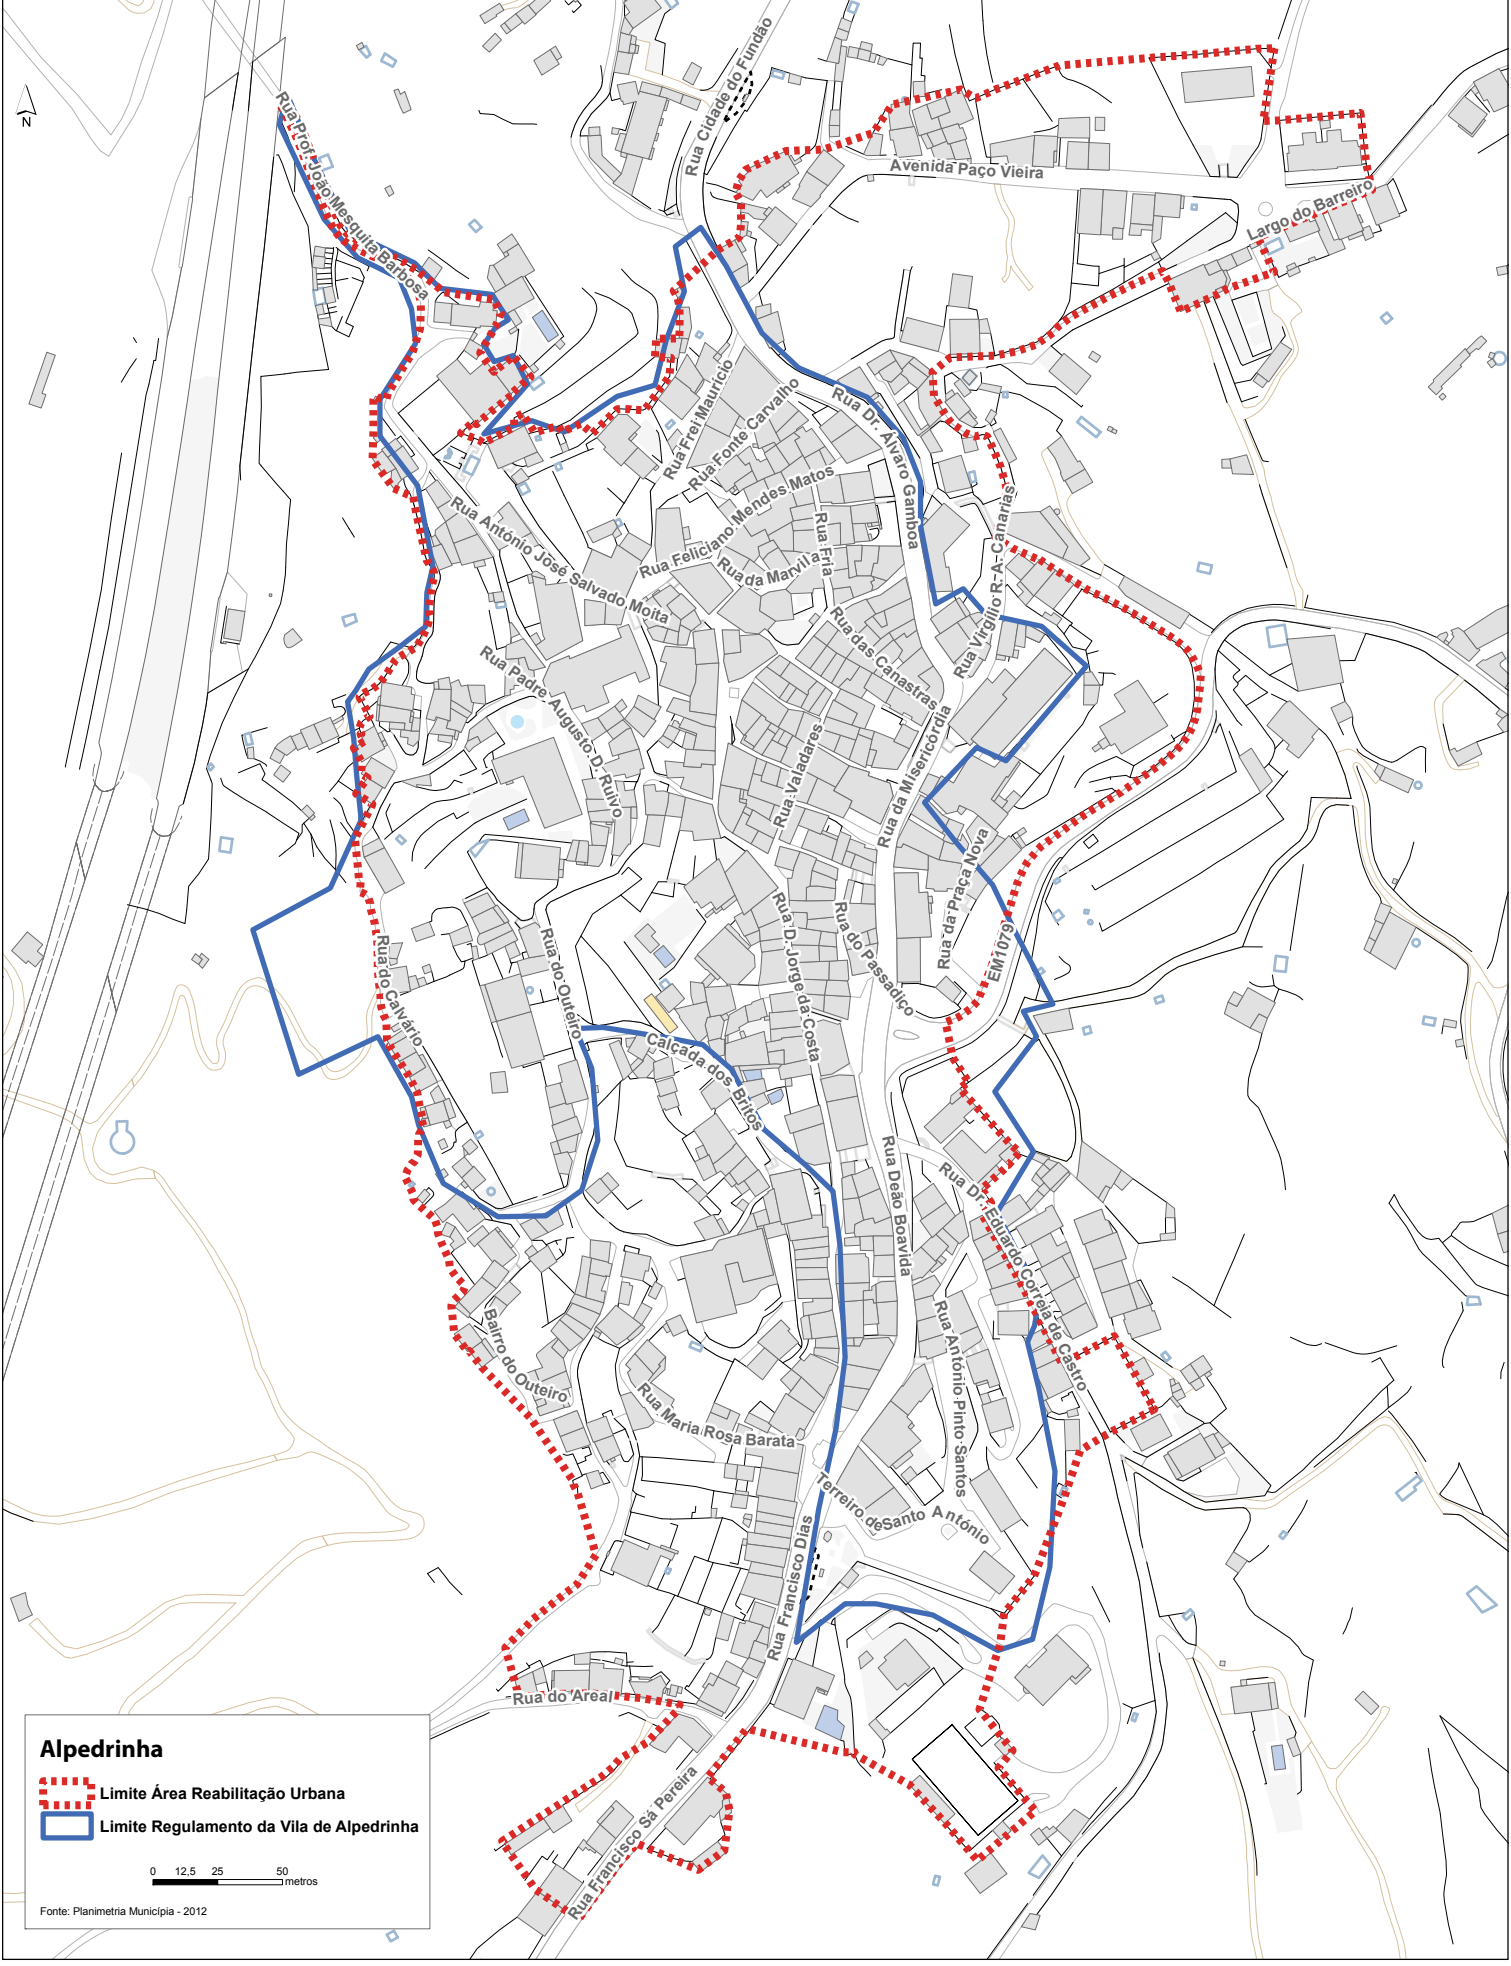 Rua Cidade do Fundão
N
Rua Prof. João Mesquita Barbosa
Avenida Paço Vieira
Largo do Barreiro
Rua Frei Maurício
Rua Fonte Carvalho
Rua Dr. Álvaro Gamboa
Rua Feliciano Mendes Matos
Rua António José Salvado Moita
Rua da Marvila
Rua Fria
Rua Virgílio R. A. Canarias
Rua das Canastras
Rua Padre Augusto D. Ruivo
Rua Valadares
Rua da Misericórdia
Rua da Praça Nova
Rua D. Jorge da Costa
Rua do Passadiço
EM1079
Rua do Calvário
Rua do Outeiro
Calçada dos Britos
Rua Deão Boavida
Rua Dr. Eduardo Correia de Castro
Bairro do Outeiro
Rua António Pinto Santos
Rua Maria Rosa Barata
Terreiro de Santo António
Rua Francisco Dias
Rua do Areal
Rua Francisco Sá Pereira
Alpedrinha
Limite Área Reabilitação Urbana
Limite Regulamento da Vila de Alpedrinha
0 12,5 25 50
metros
Fonte: Planimetria Municípia - 2012